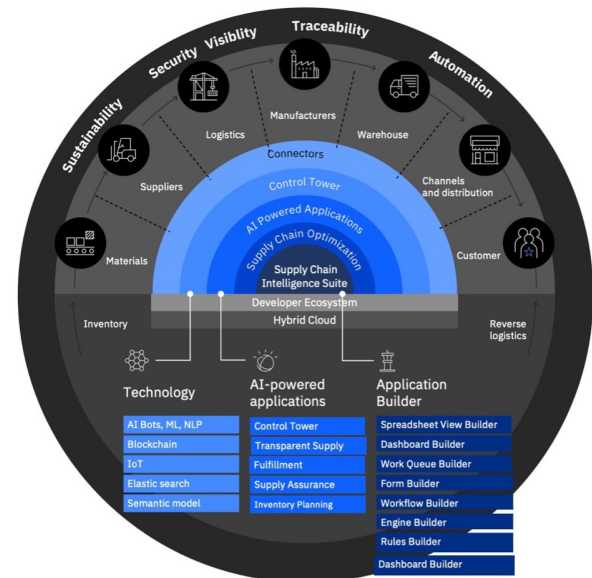 Sustainability
Security
Visiblity
Traceability
Automation
Materials
Suppliers
Logistics
Manufacturers
Warehouse
Channels
and distribution
Customer
Inventory
Reverse
logistics
Connectors
Control Tower
AI Powered Applications
Supply Chain Optimization
Supply Chain
Intelligence Suite
Developer Ecosystem
Hybrid Cloud
Technology
AI Bots, ML, NLP
Blockchain
IoT
Elastic search
Semantic model
AI-powered
applications
Control Tower
Transparent Supply
Fulfillment
Supply Assurance
Inventory Planning
Application
Builder
Spreadsheet View Builder
Dashboard Builder
Work Queue Builder
Form Builder
Workflow Builder
Engine Builder
Rules Builder
Dashboard Builder